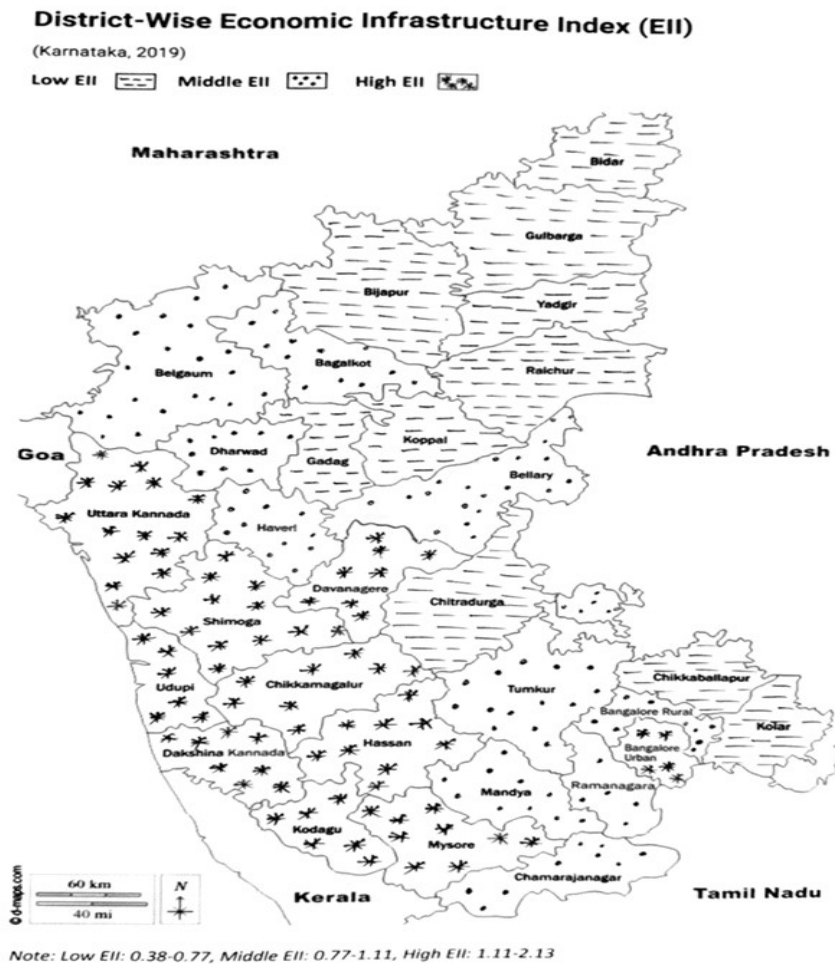 District-Wise Economic Infrastructure Index (EII)
(Karnataka, 2019)
Low EII Middle EII High EII
Maharashtra
Bidar
Gulbarga
Bijapur
Yadgir
Belgaum
Bagalkot
Raichur
Goa
Dharwad
Gadag
Koppal
Andhra Pradesh
Bellary
Uttara Kannada
Haveri
Davanagere
Chitradurga
Shimoga
Udupi
Chikkamagalur
Tumkur
Chikkaballapur
Bangalore Rural
Kolar
Dakshina Kannada
Hassan
Bangalore
Urban
Mandya
Ramanagara
Kodagu
Mysore
Chamarajanagar
© d-maps.com
60 km
40 mi
N
Kerala
Tamil Nadu
Note: Low EII: 0.38-0.77, Middle EII: 0.77-1.11, High EII: 1.11-2.13